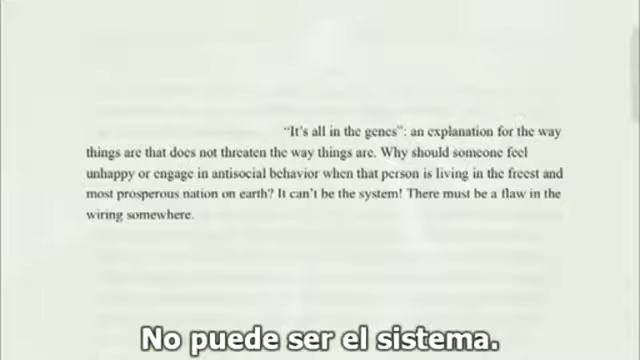 “It’s all in the genes”: an explanation for the way
things are that does not threaten the way things are. Why should someone feel
unhappy or engage in antisocial behavior when that person is living in the freest and
most prosperous nation on earth? It can’t be the system! There must be a flaw in the
wiring somewhere.
No puede ser el sistema.